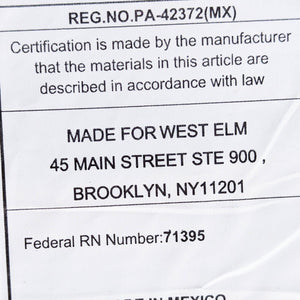 REG.NO.PA-42372(MX)
Certification is made by the manufacturer
that the materials in this article are
described in accordance with law
MADE FOR WEST ELM
45 MAIN STREET STE 900 ,
BROOKLYN, NY11201
Federal RN Number:71395
IN MEXICO